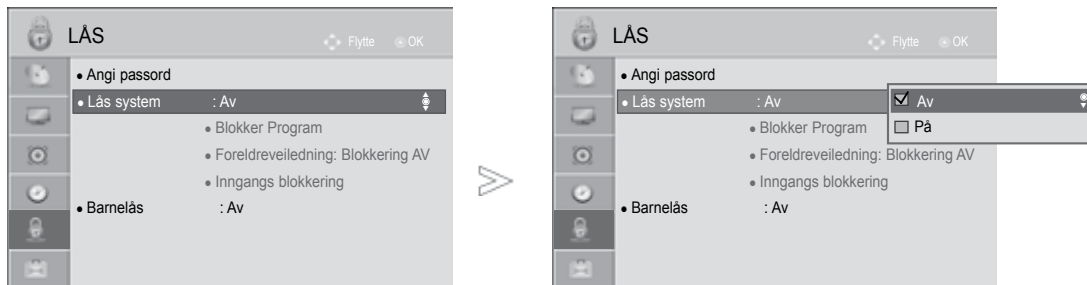 LÅS
Flytte OK
• Angi passord
• Lås system : Av
• Blokker Program
• Foreldreveiledning: Blokkering AV
• Inngangs blokkering
• Barnelås : Av
LÅS
Flytte OK
• Angi passord
• Lås system : Av
• Blokker Program
• Foreldreveiledning: Blokkering AV
• Inngangs blokkering
• Barnelås : Av
Av
På